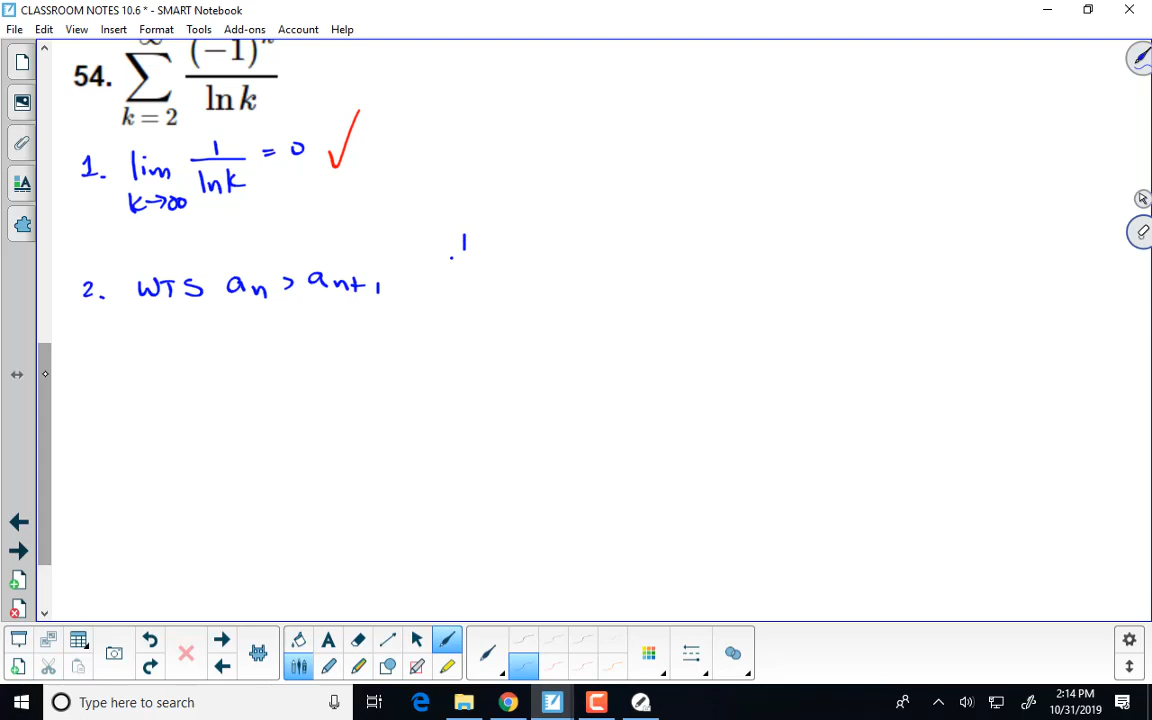 CLASSROOM NOTES 10.6 * - SMART Notebook
File Edit View Insert Format Tools Add-ons Account Help
54. ∑ k = 2 ∞ (−1)^k / ln k
1. lim k→∞ 1 / ln k = 0 ✓
1
2. WTS an > an+1
A
Type here to search
2:14 PM
10/31/2019